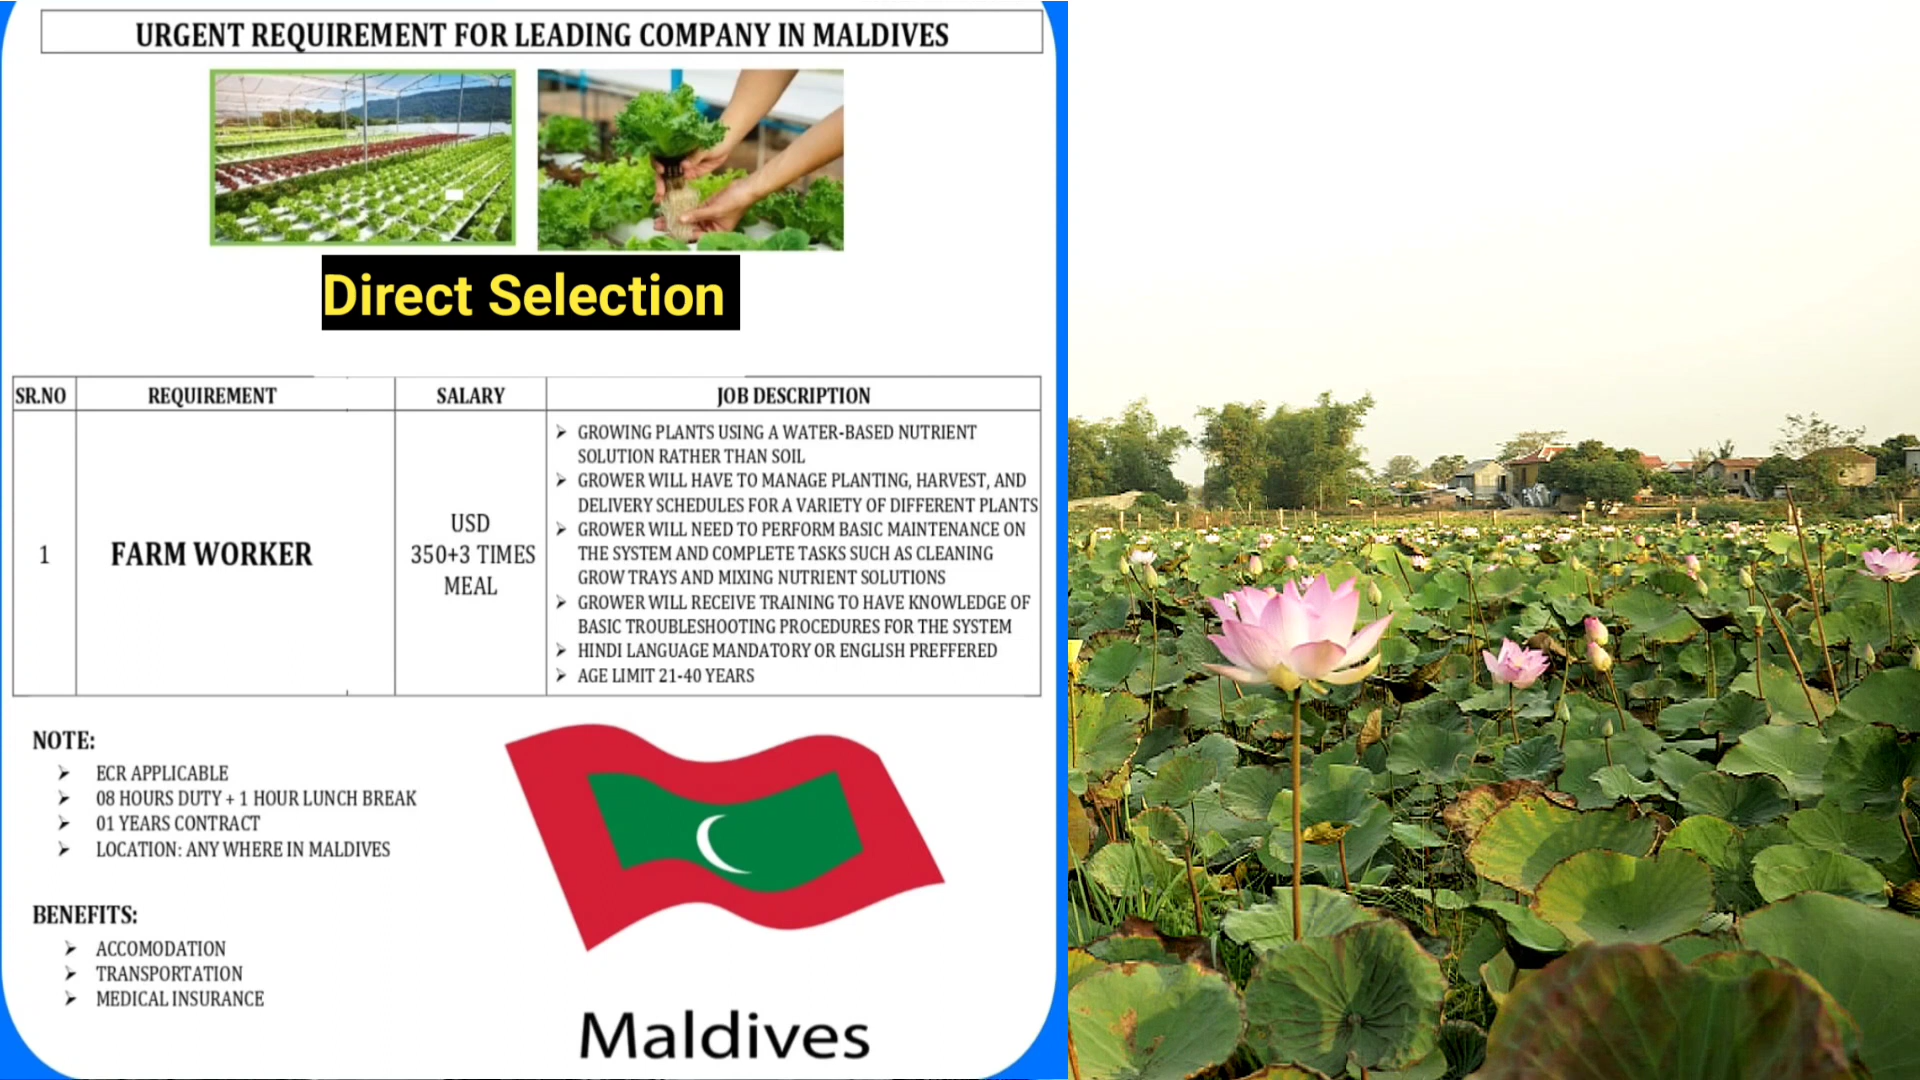 URGENT REQUIREMENT FOR LEADING COMPANY IN MALDIVES
Direct Selection
SR.NO
REQUIREMENT
SALARY
JOB DESCRIPTION
1
FARM WORKER
USD
350+3 TIMES
MEAL
GROWING PLANTS USING A WATER-BASED NUTRIENT
SOLUTION RATHER THAN SOIL
GROWER WILL HAVE TO MANAGE PLANTING, HARVEST, AND
DELIVERY SCHEDULES FOR A VARIETY OF DIFFERENT PLANTS
GROWER WILL NEED TO PERFORM BASIC MAINTENANCE ON
THE SYSTEM AND COMPLETE TASKS SUCH AS CLEANING
GROW TRAYS AND MIXING NUTRIENT SOLUTIONS
GROWER WILL RECEIVE TRAINING TO HAVE KNOWLEDGE OF
BASIC TROUBLESHOOTING PROCEDURES FOR THE SYSTEM
HINDI LANGUAGE MANDATORY OR ENGLISH PREFFERED
AGE LIMIT 21-40 YEARS
NOTE:
ECR APPLICABLE
08 HOURS DUTY + 1 HOUR LUNCH BREAK
01 YEARS CONTRACT
LOCATION: ANY WHERE IN MALDIVES
BENEFITS:
ACCOMODATION
TRANSPORTATION
MEDICAL INSURANCE
Maldives